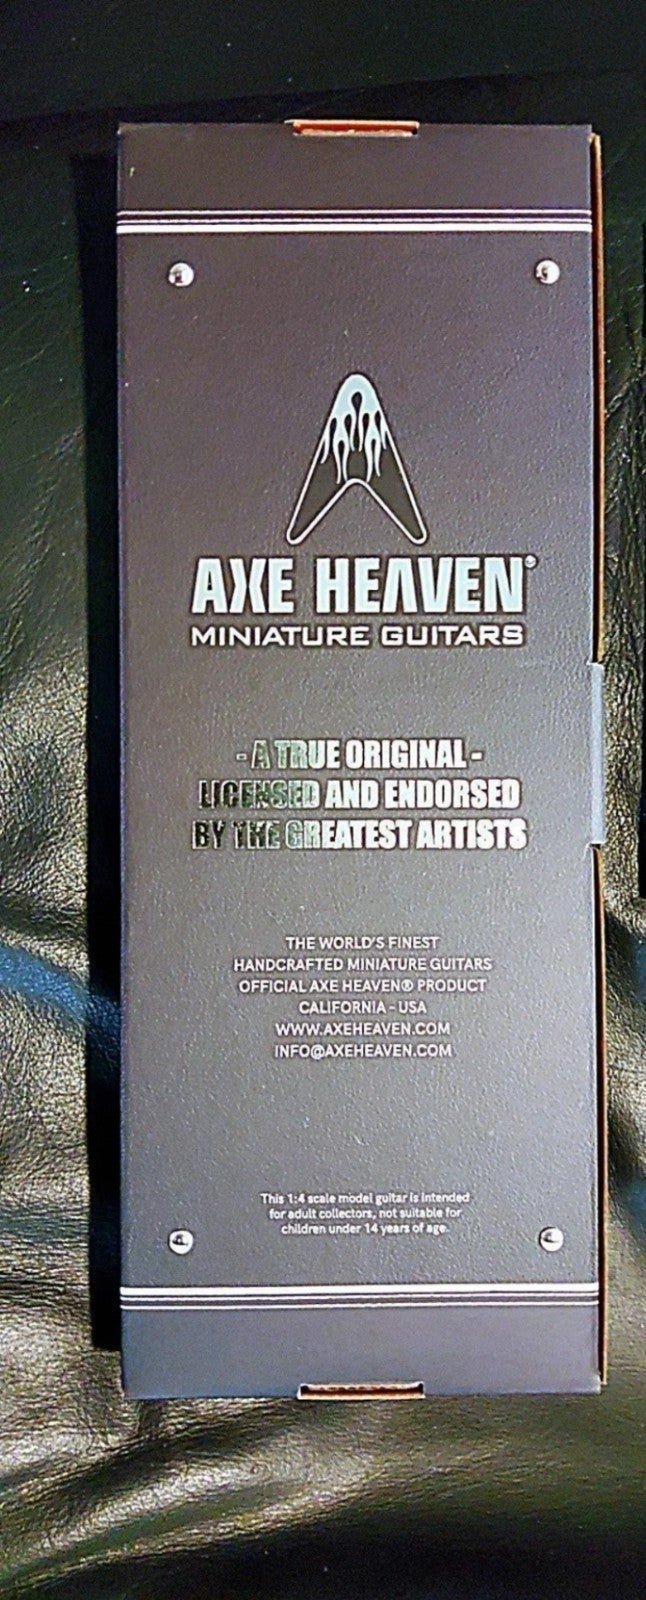 AXE HEAVEN®
MINIATURE GUITARS
- A TRUE ORIGINAL -
LICENSED AND ENDORSED
BY THE GREATEST ARTISTS
THE WORLD'S FINEST
HANDCRAFTED MINIATURE GUITARS
OFFICIAL AXE HEAVEN® PRODUCT
CALIFORNIA - USA
WWW.AXEHEAVEN.COM
INFO@AXEHEAVEN.COM
This 1:4 scale model guitar is intended
for adult collectors, not suitable for
children under 14 years of age.